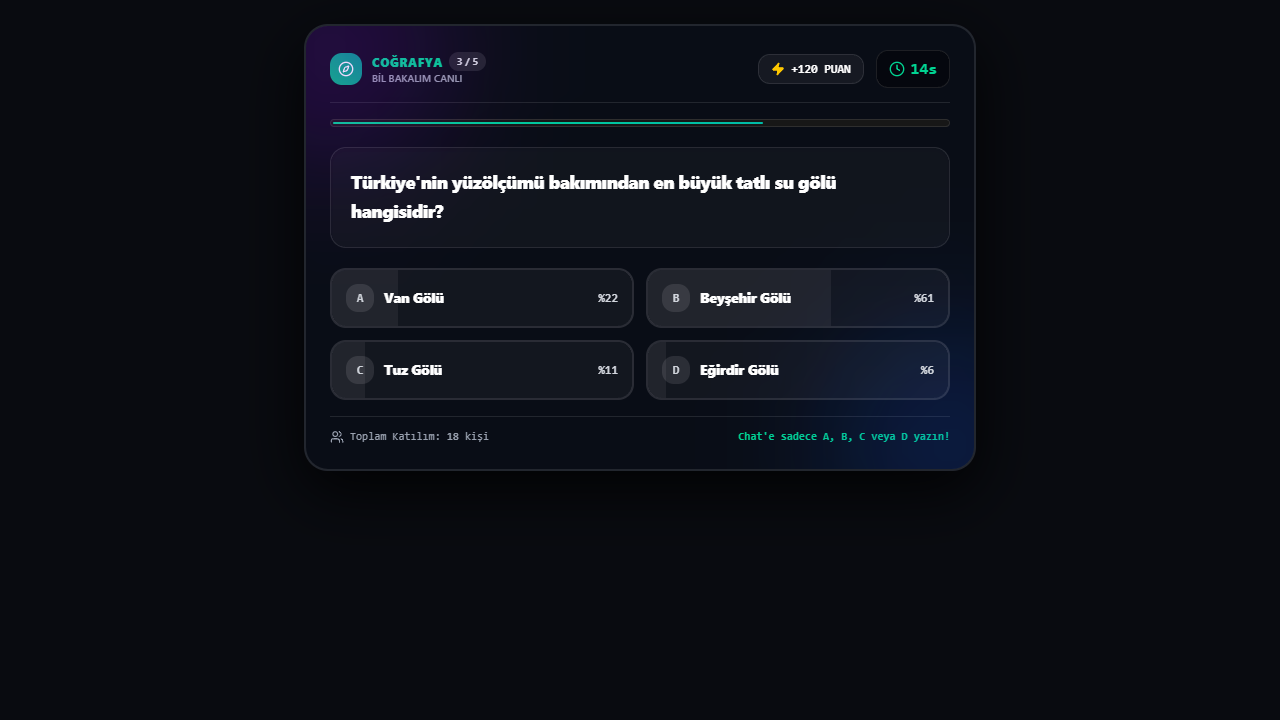 COĞRAFYA 3 / 5
BİL BAKALIM CANLI
+120 PUAN
14s
Türkiye'nin yüzölçümü bakımından en büyük tatlı su gölü
hangisidir?
A Van Gölü %22
B Beyşehir Gölü %61
C Tuz Gölü %11
D Eğirdir Gölü %6
Toplam Katılım: 18 kişi
Chat'e sadece A, B, C veya D yazın!